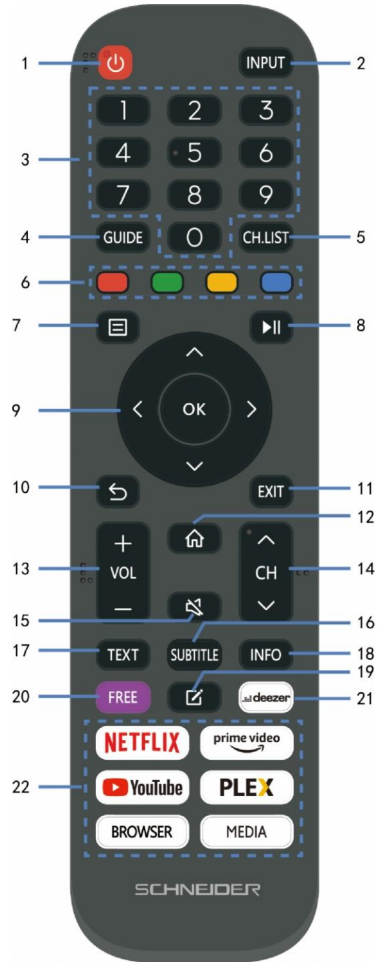 1
INPUT
2
1 2 3
3
4 5 6
7 8 9
4
GUIDE
0
CH.LIST
5
6
7
8
9
OK
10
EXIT
11
12
13
+
VOL
−
CH
14
15
16
17
TEXT
SUBTITLE
INFO
18
19
20
FREE
deezer
21
22
NETFLIX
prime video
YouTube
PLEX
BROWSER
MEDIA
SCHNEIDER